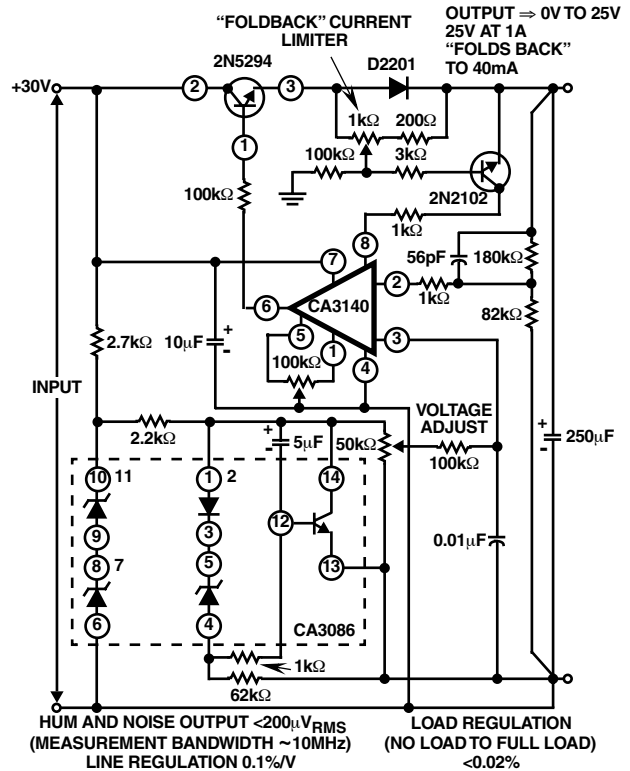 "FOLDBACK" CURRENT
LIMITER
OUTPUT ⇒ 0V TO 25V
25V AT 1A
"FOLDS BACK"
TO 40mA
2N5294
D2201
+30V
2
3
1kΩ
200Ω
1
100kΩ
3kΩ
100kΩ
2N2102
1kΩ
8
56pF
180kΩ
7
2
1kΩ
6
CA3140
82kΩ
2.7kΩ
10μF
+
-
5
1
3
100kΩ
4
INPUT
VOLTAGE
ADJUST
2.2kΩ
+
-
5μF
50kΩ
100kΩ
+
-
250μF
10
11
1
2
14
9
3
12
0.01μF
8
7
5
13
6
4
CA3086
1kΩ
62kΩ
HUM AND NOISE OUTPUT <200μVRMS
(MEASUREMENT BANDWIDTH ~10MHz)
LINE REGULATION 0.1%/V
LOAD REGULATION
(NO LOAD TO FULL LOAD)
<0.02%